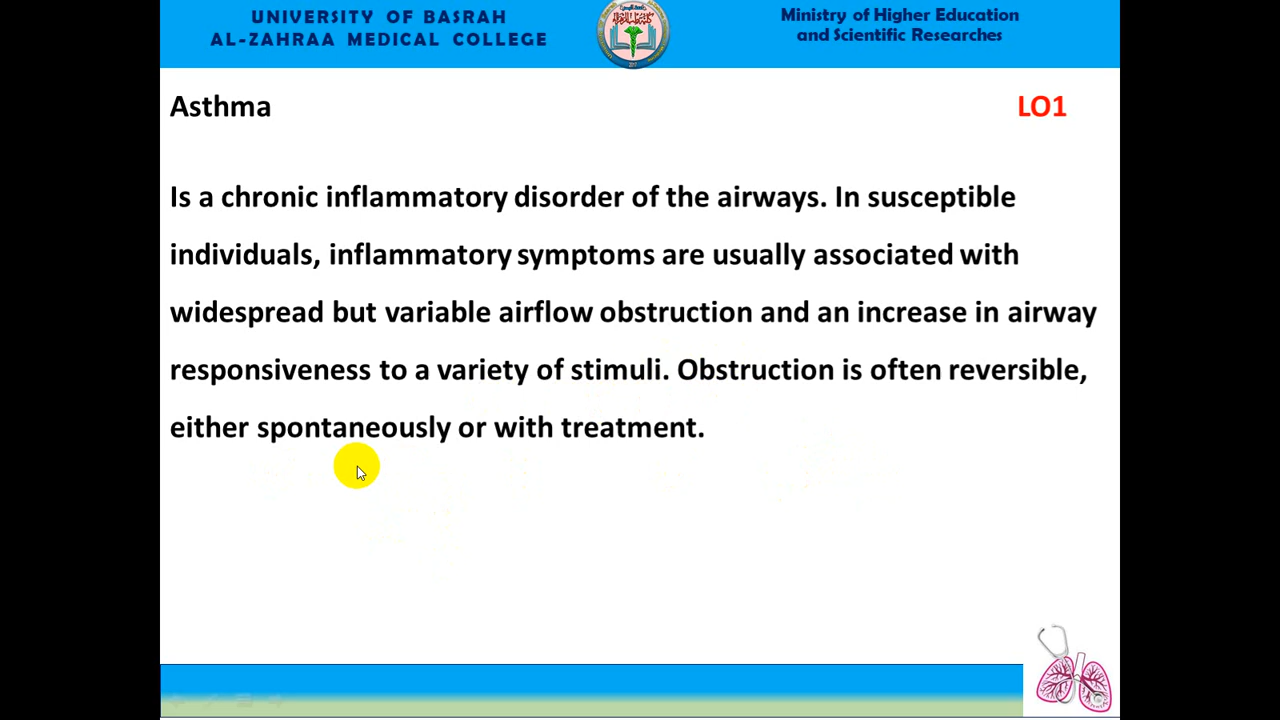 UNIVERSITY OF BASRAH
AL-ZAHRAA MEDICAL COLLEGE
Ministry of Higher Education
and Scientific Researches
Asthma
LO1
Is a chronic inflammatory disorder of the airways. In susceptible
individuals, inflammatory symptoms are usually associated with
widespread but variable airflow obstruction and an increase in airway
responsiveness to a variety of stimuli. Obstruction is often reversible,
either spontaneously or with treatment.